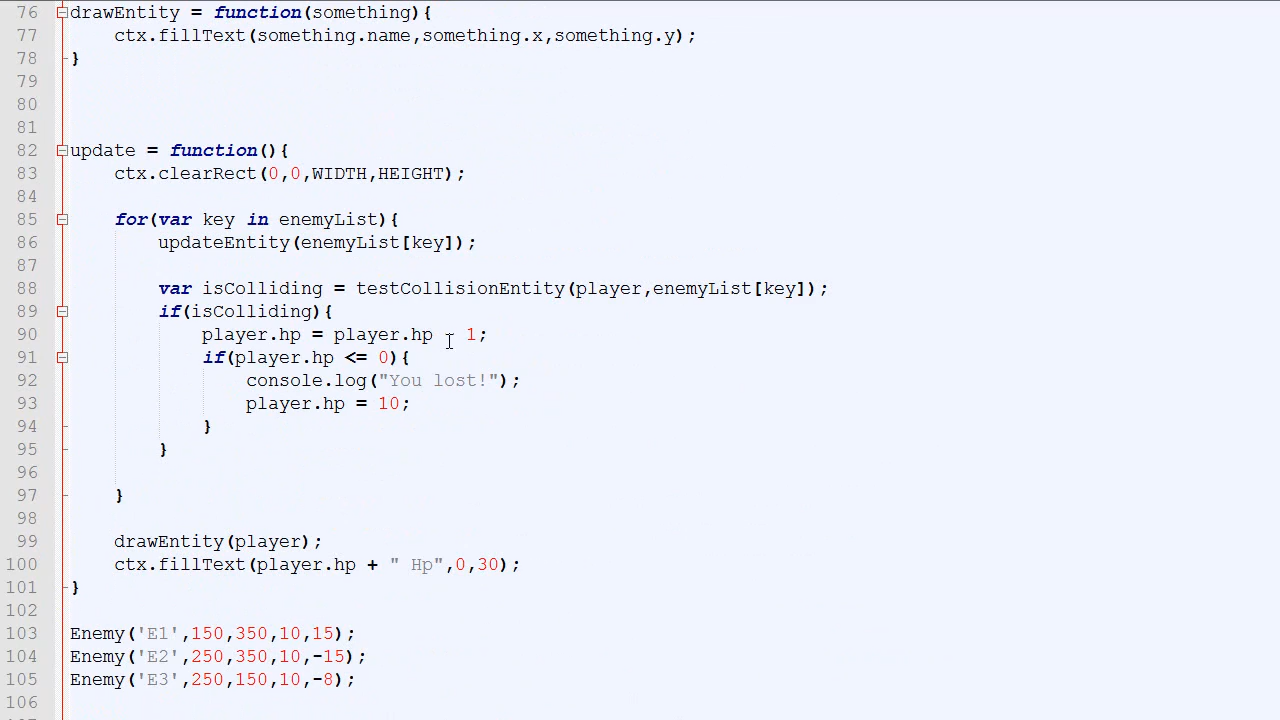 76 drawEntity = function(something){
77 ctx.fillText(something.name,something.x,something.y);
78 }
79
80
81
82 update = function(){
83 ctx.clearRect(0,0,WIDTH,HEIGHT);
84
85 for(var key in enemyList){
86 updateEntity(enemyList[key]);
87
88 var isColliding = testCollisionEntity(player,enemyList[key]);
89 if(isColliding){
90 player.hp = player.hp 1;
91 if(player.hp <= 0){
92 console.log("You lost!");
93 player.hp = 10;
94 }
95 }
96
97 }
98
99 drawEntity(player);
100 ctx.fillText(player.hp + " Hp",0,30);
101 }
102
103 Enemy('E1',150,350,10,15);
104 Enemy('E2',250,350,10,-15);
105 Enemy('E3',250,150,10,-8);
106